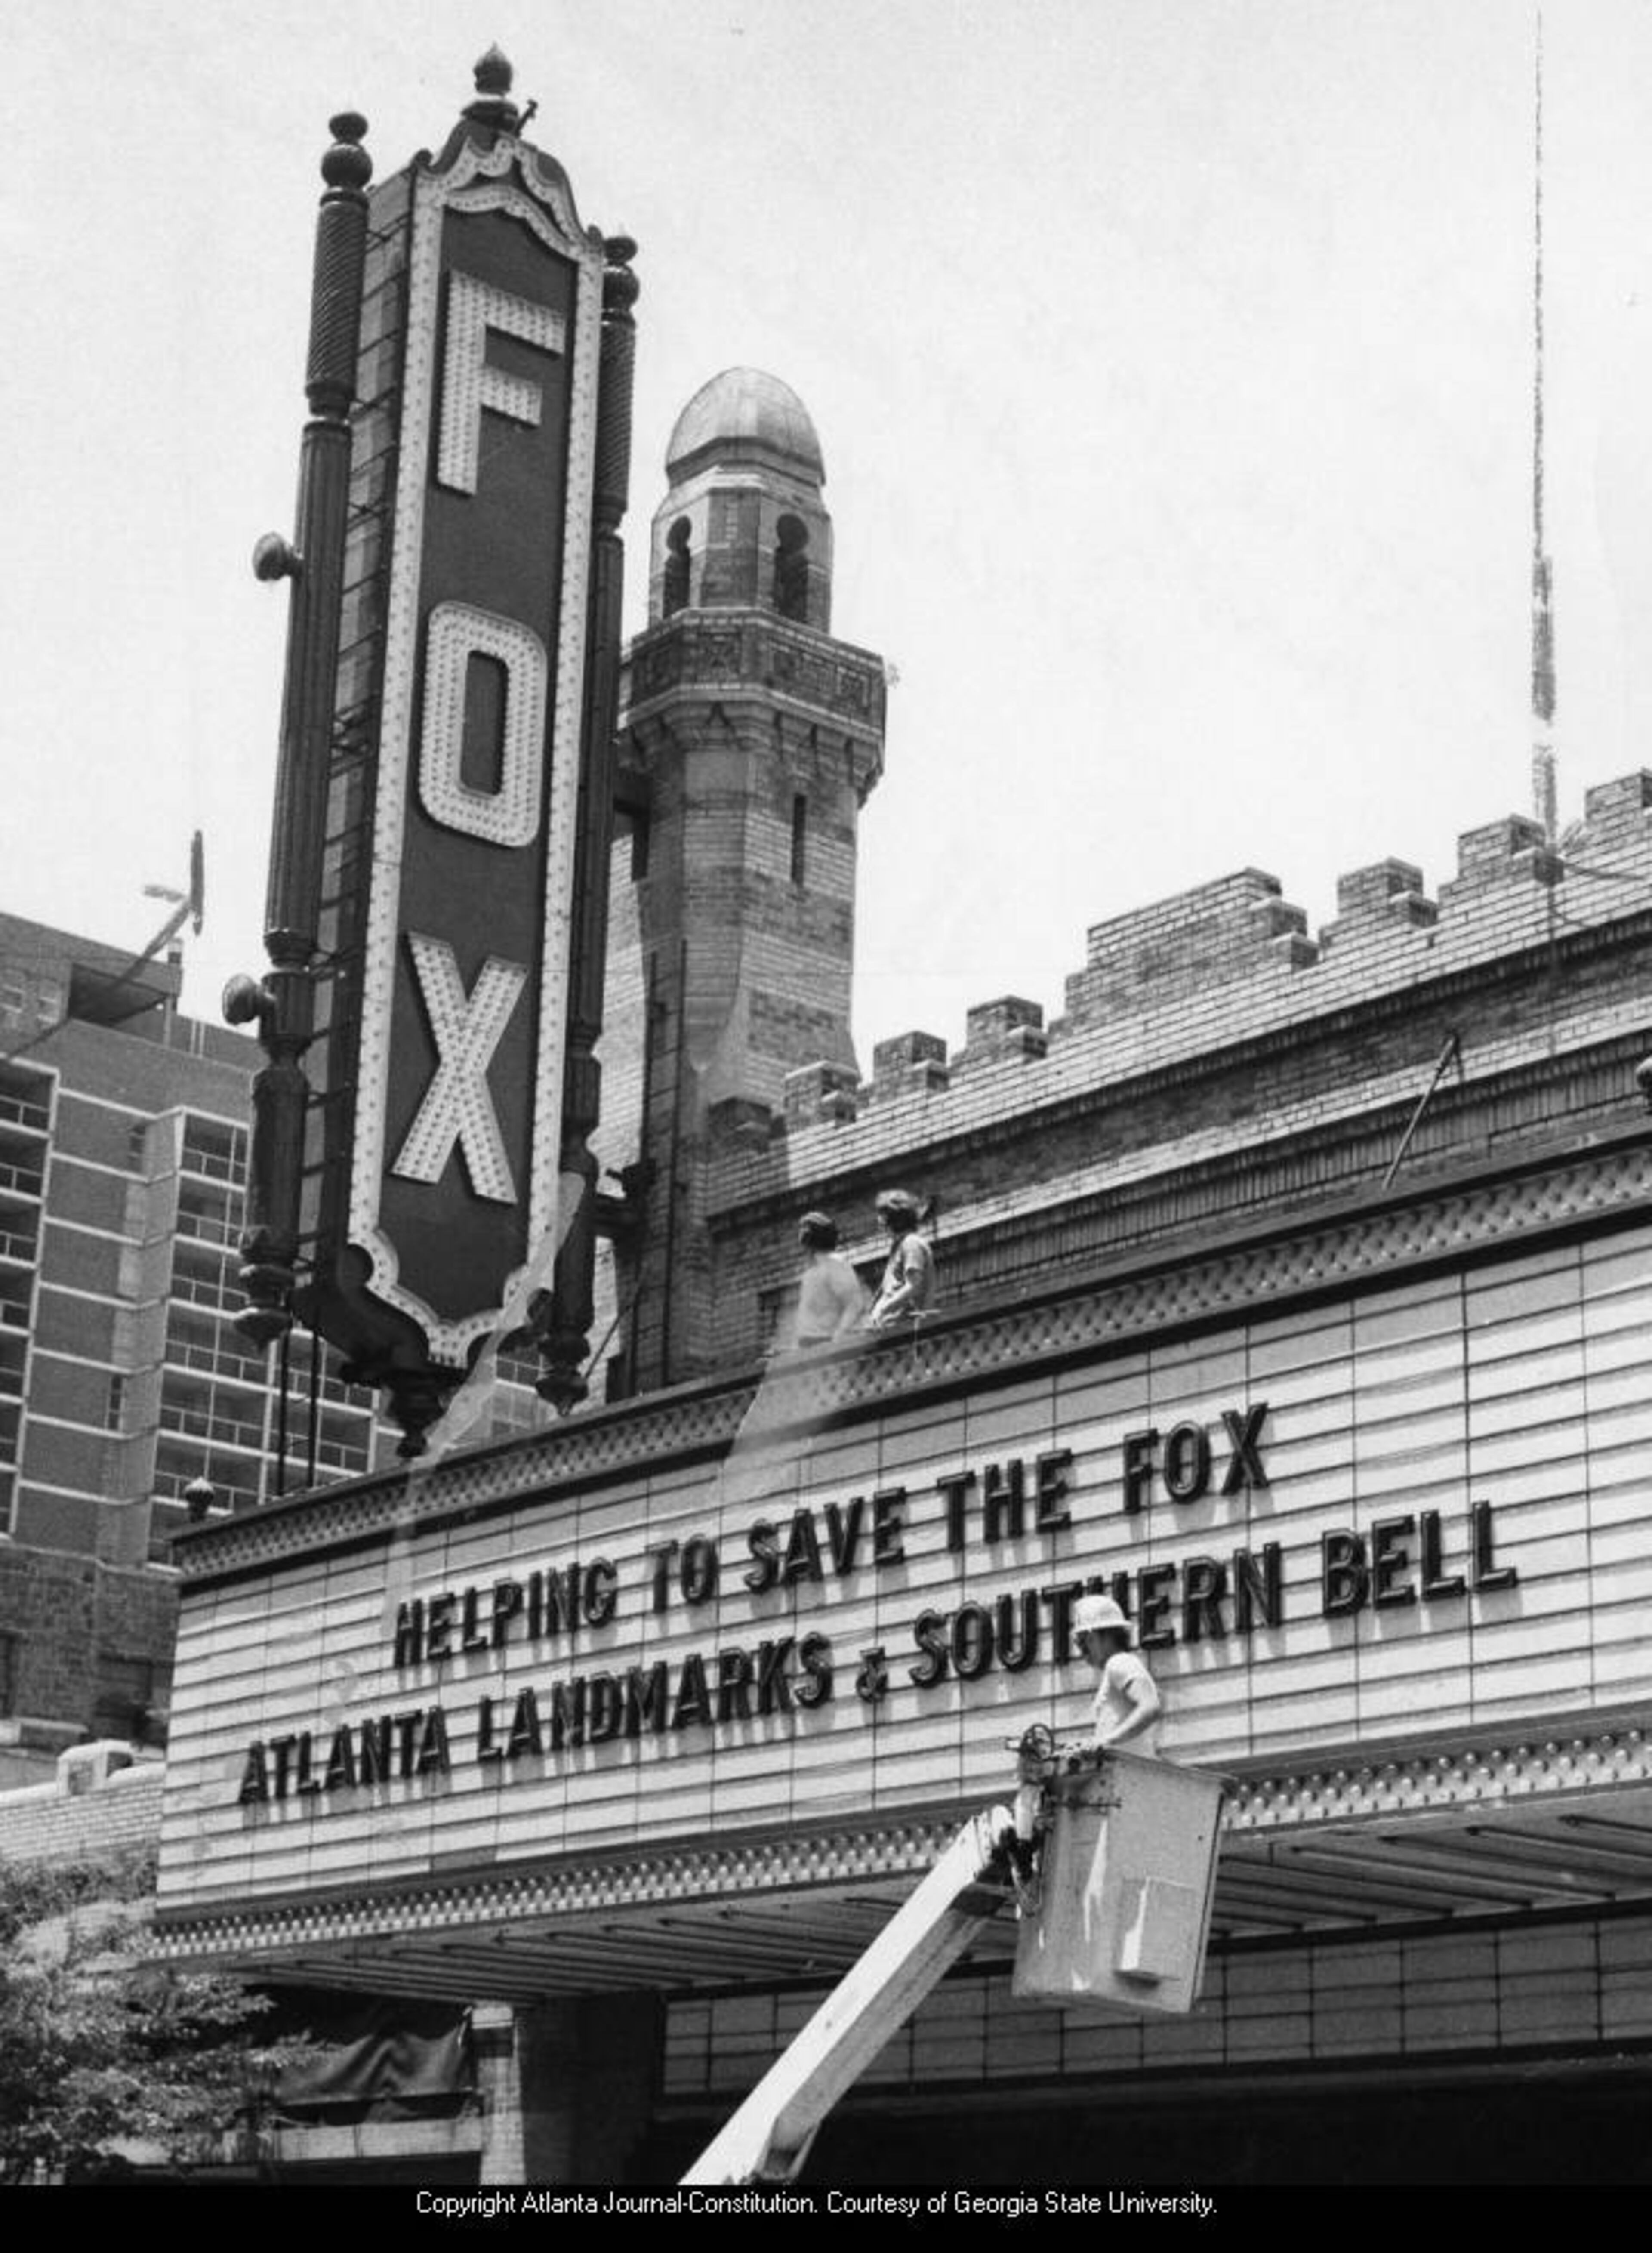 FOX
HELPING TO SAVE THE FOX
ATLANTA LANDMARKS & SOUTHERN BELL
Copyright Atlanta Journal-Constitution. Courtesy of Georgia State University.